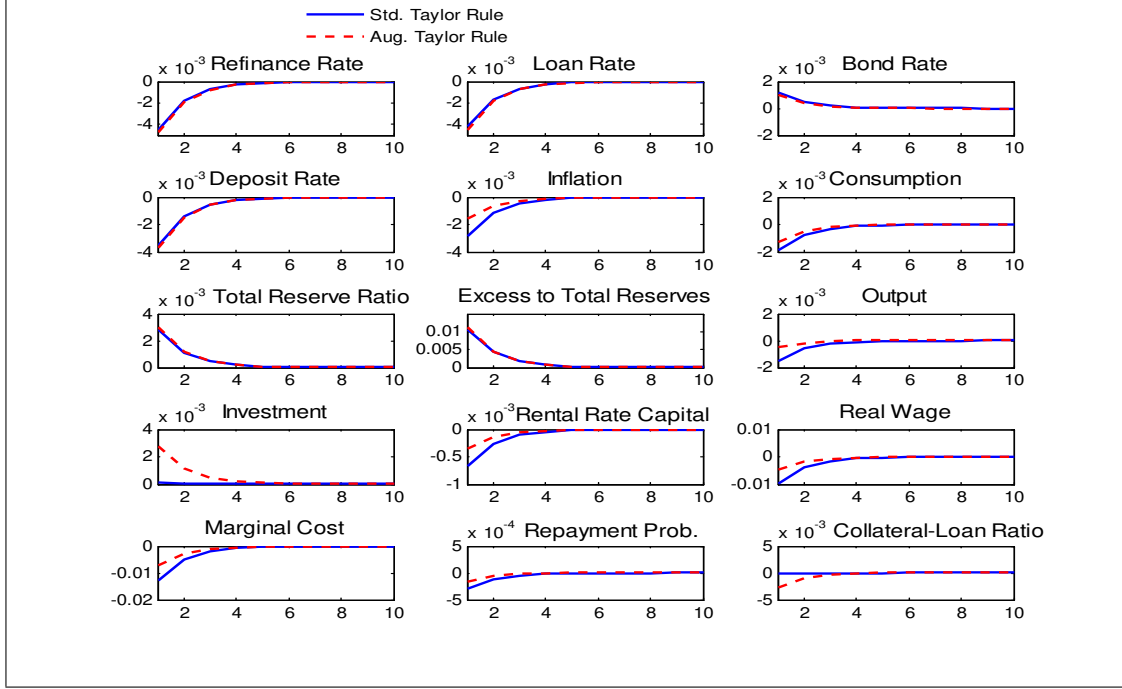 Std. Taylor Rule
Aug. Taylor Rule
x 10^-3 Refinance Rate
0
-2
-4
2 4 6 8 10
x 10^-3 Loan Rate
0
-2
-4
2 4 6 8 10
x 10^-3 Bond Rate
2
0
-2
2 4 6 8 10
x 10^-3 Deposit Rate
0
-2
-4
2 4 6 8 10
x 10^-3 Inflation
0
-2
-4
2 4 6 8 10
x 10^-3 Consumption
2
0
-2
2 4 6 8 10
x 10^-3 Total Reserve Ratio
4
2
0
2 4 6 8 10
Excess to Total Reserves
0.01
0.005
0
2 4 6 8 10
x 10^-3 Output
2
0
-2
2 4 6 8 10
x 10^-3 Investment
4
2
0
2 4 6 8 10
x 10^-3 Rental Rate Capital
0
-0.5
-1
2 4 6 8 10
Real Wage
0.01
0
-0.01
2 4 6 8 10
Marginal Cost
0
-0.01
-0.02
2 4 6 8 10
x 10^-4 Repayment Prob.
5
0
-5
2 4 6 8 10
x 10^-3 Collateral-Loan Ratio
5
0
-5
2 4 6 8 10